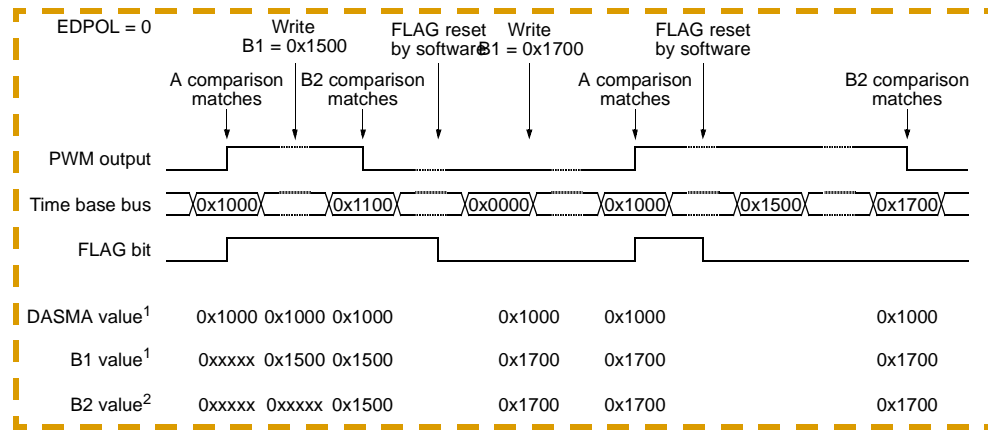 EDPOL = 0
Write
B1 = 0x1500
FLAG reset
by software
Write
B1 = 0x1700
FLAG reset
by software
A comparison
matches
B2 comparison
matches
A comparison
matches
B2 comparison
matches
PWM output
Time base bus 0x1000 0x1100 0x0000 0x1000 0x1500 0x1700
FLAG bit
DASMA value1 0x1000 0x1000 0x1000 0x1000 0x1000 0x1000
B1 value1 0xxxxx 0x1500 0x1500 0x1700 0x1700 0x1700
B2 value2 0xxxxx 0xxxxx 0x1500 0x1700 0x1700 0x1700